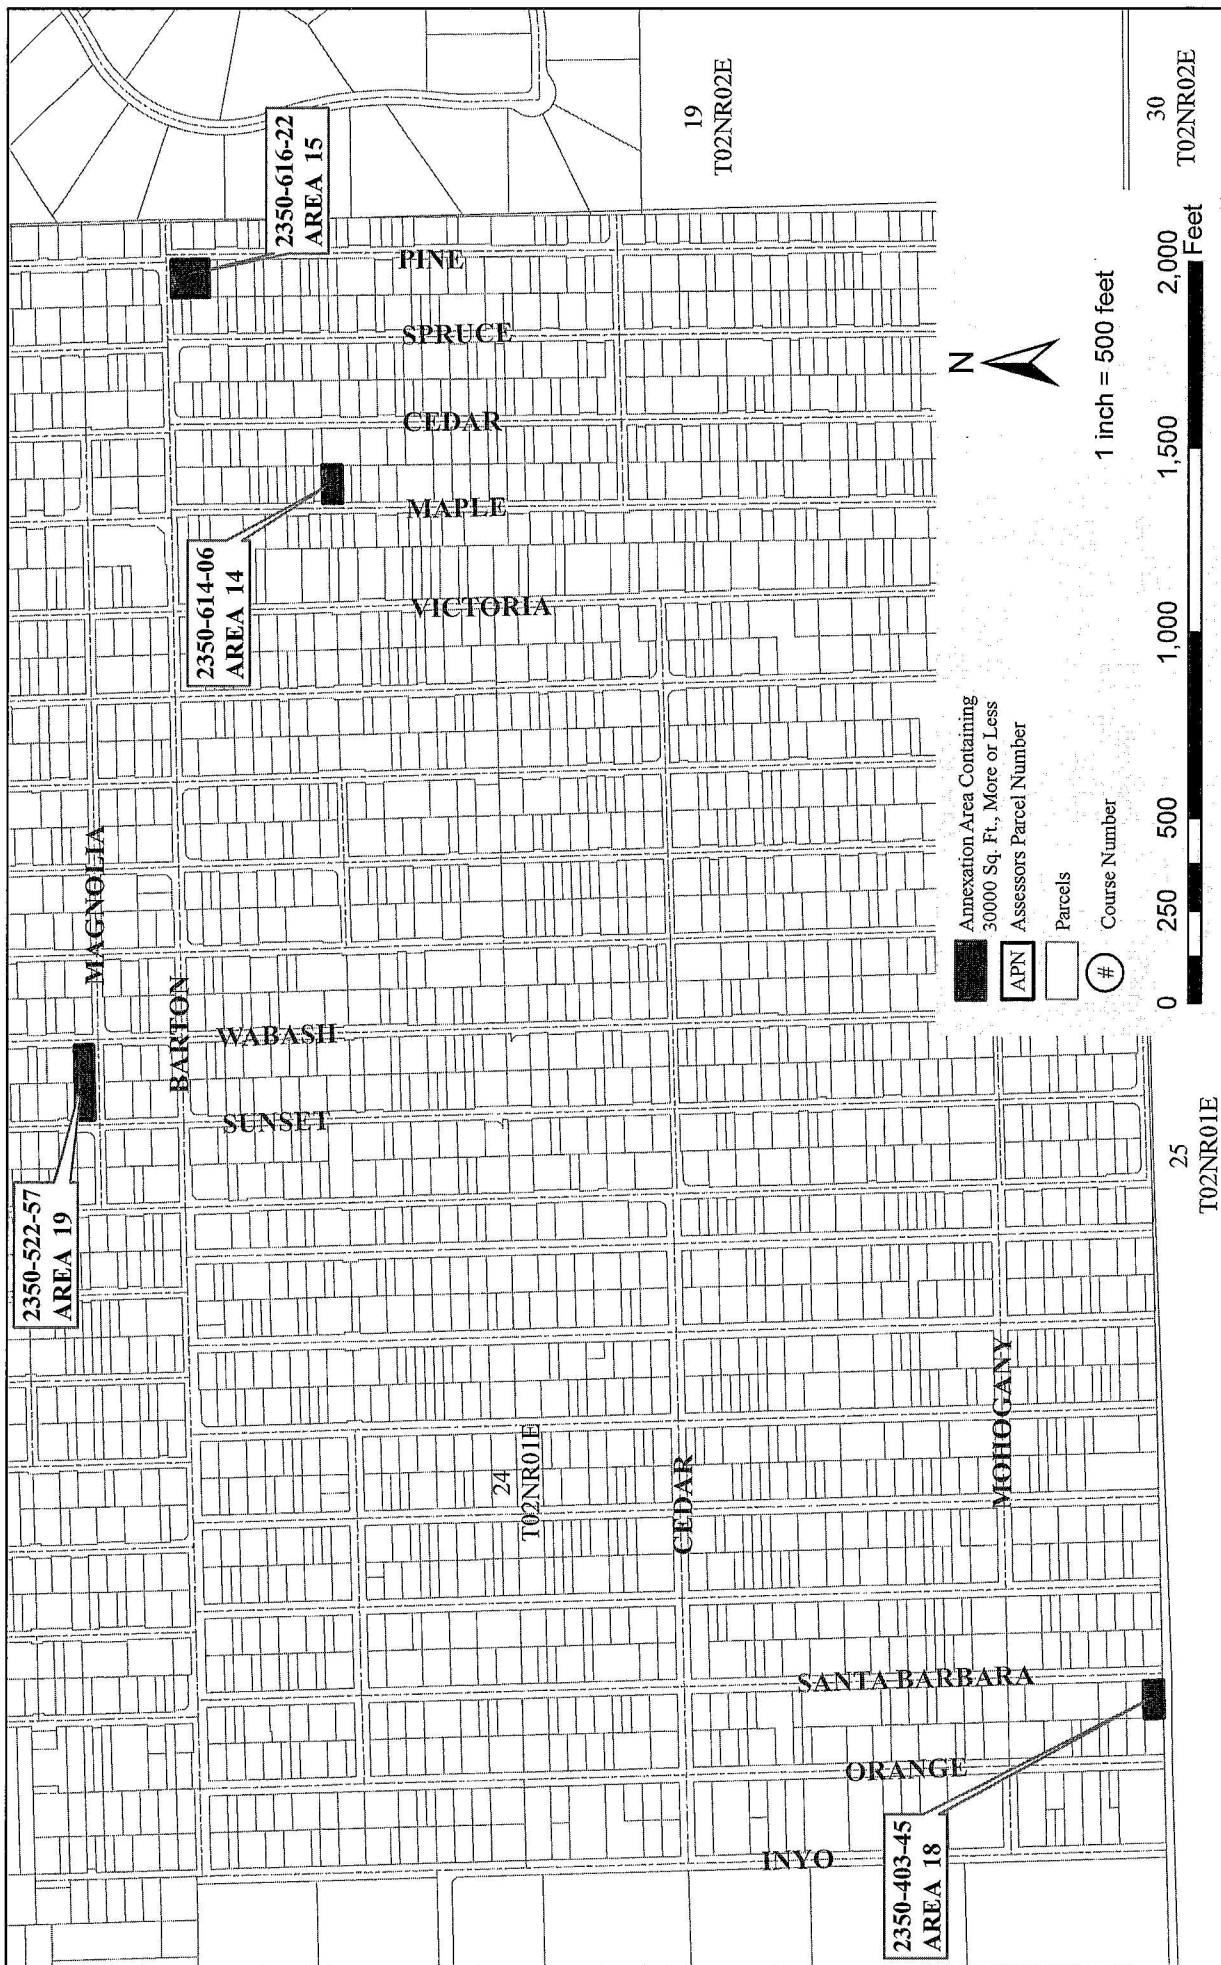 2350-522-57
AREA 19
2350-614-06
AREA 14
2350-616-22
AREA 15
MAGNOLIA
BARTON
WABASH
SUNSET
PINE
SPRUCE
CEDAR
MAPLE
VICTORIA
19
T02NR02E
30
T02NR02E
24
T02NR01E
CEDAR
MOHOGANY
SANTA BARBARA
ORANGE
INYO
2350-403-45
AREA 18
25
T02NR01E
Annexation Area Containing
30000 Sq. Ft., More or Less
APN Assessors Parcel Number
Parcels
# Course Number
N
1 inch = 500 feet
0 250 500 1,000 1,500 2,000
Feet